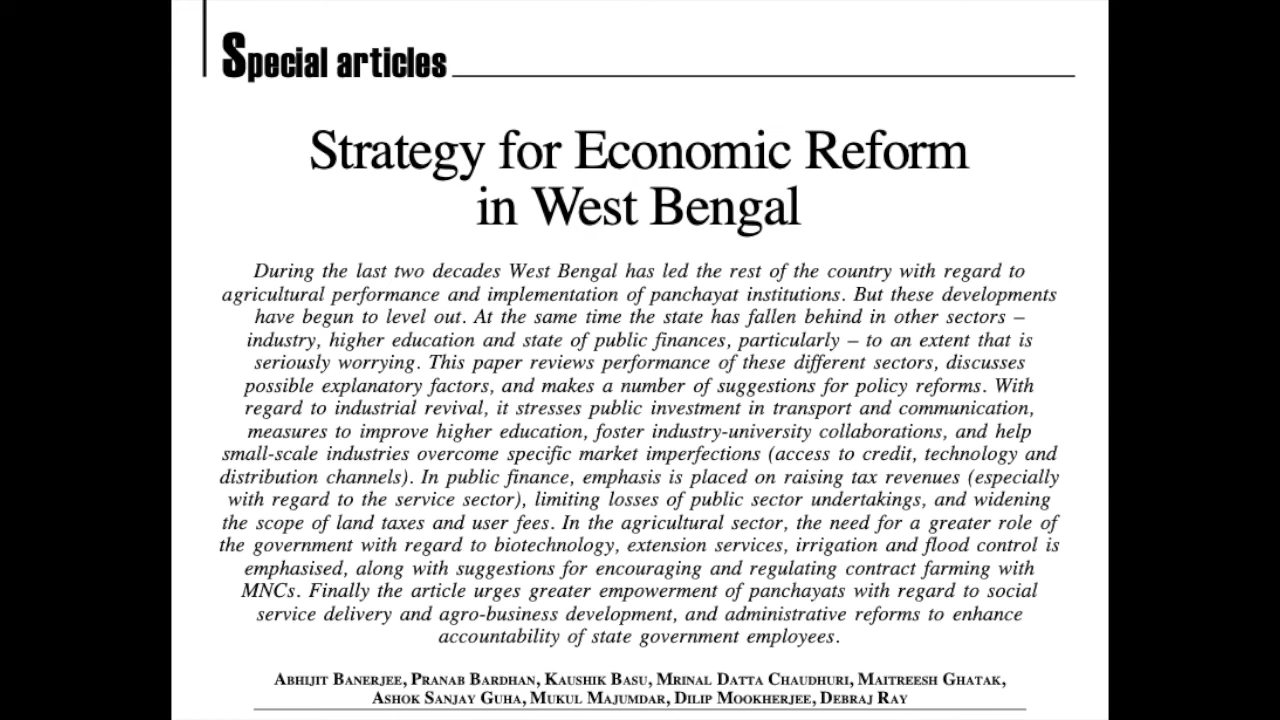 Special articles
Strategy for Economic Reform
in West Bengal
During the last two decades West Bengal has led the rest of the country with regard to
agricultural performance and implementation of panchayat institutions. But these developments
have begun to level out. At the same time the state has fallen behind in other sectors –
industry, higher education and state of public finances, particularly – to an extent that is
seriously worrying. This paper reviews performance of these different sectors, discusses
possible explanatory factors, and makes a number of suggestions for policy reforms. With
regard to industrial revival, it stresses public investment in transport and communication,
measures to improve higher education, foster industry-university collaborations, and help
small-scale industries overcome specific market imperfections (access to credit, technology and
distribution channels). In public finance, emphasis is placed on raising tax revenues (especially
with regard to the service sector), limiting losses of public sector undertakings, and widening
the scope of land taxes and user fees. In the agricultural sector, the need for a greater role of
the government with regard to biotechnology, extension services, irrigation and flood control is
emphasised, along with suggestions for encouraging and regulating contract farming with
MNCs. Finally the article urges greater empowerment of panchayats with regard to social
service delivery and agro-business development, and administrative reforms to enhance
accountability of state government employees.
ABHIJIT BANERJEE, PRANAB BARDHAN, KAUSHIK BASU, MRINAL DATTA CHAUDHURI, MAITREESH GHATAK,
ASHOK SANJAY GUHA, MUKUL MAJUMDAR, DILIP MOOKHERJEE, DEBRAJ RAY